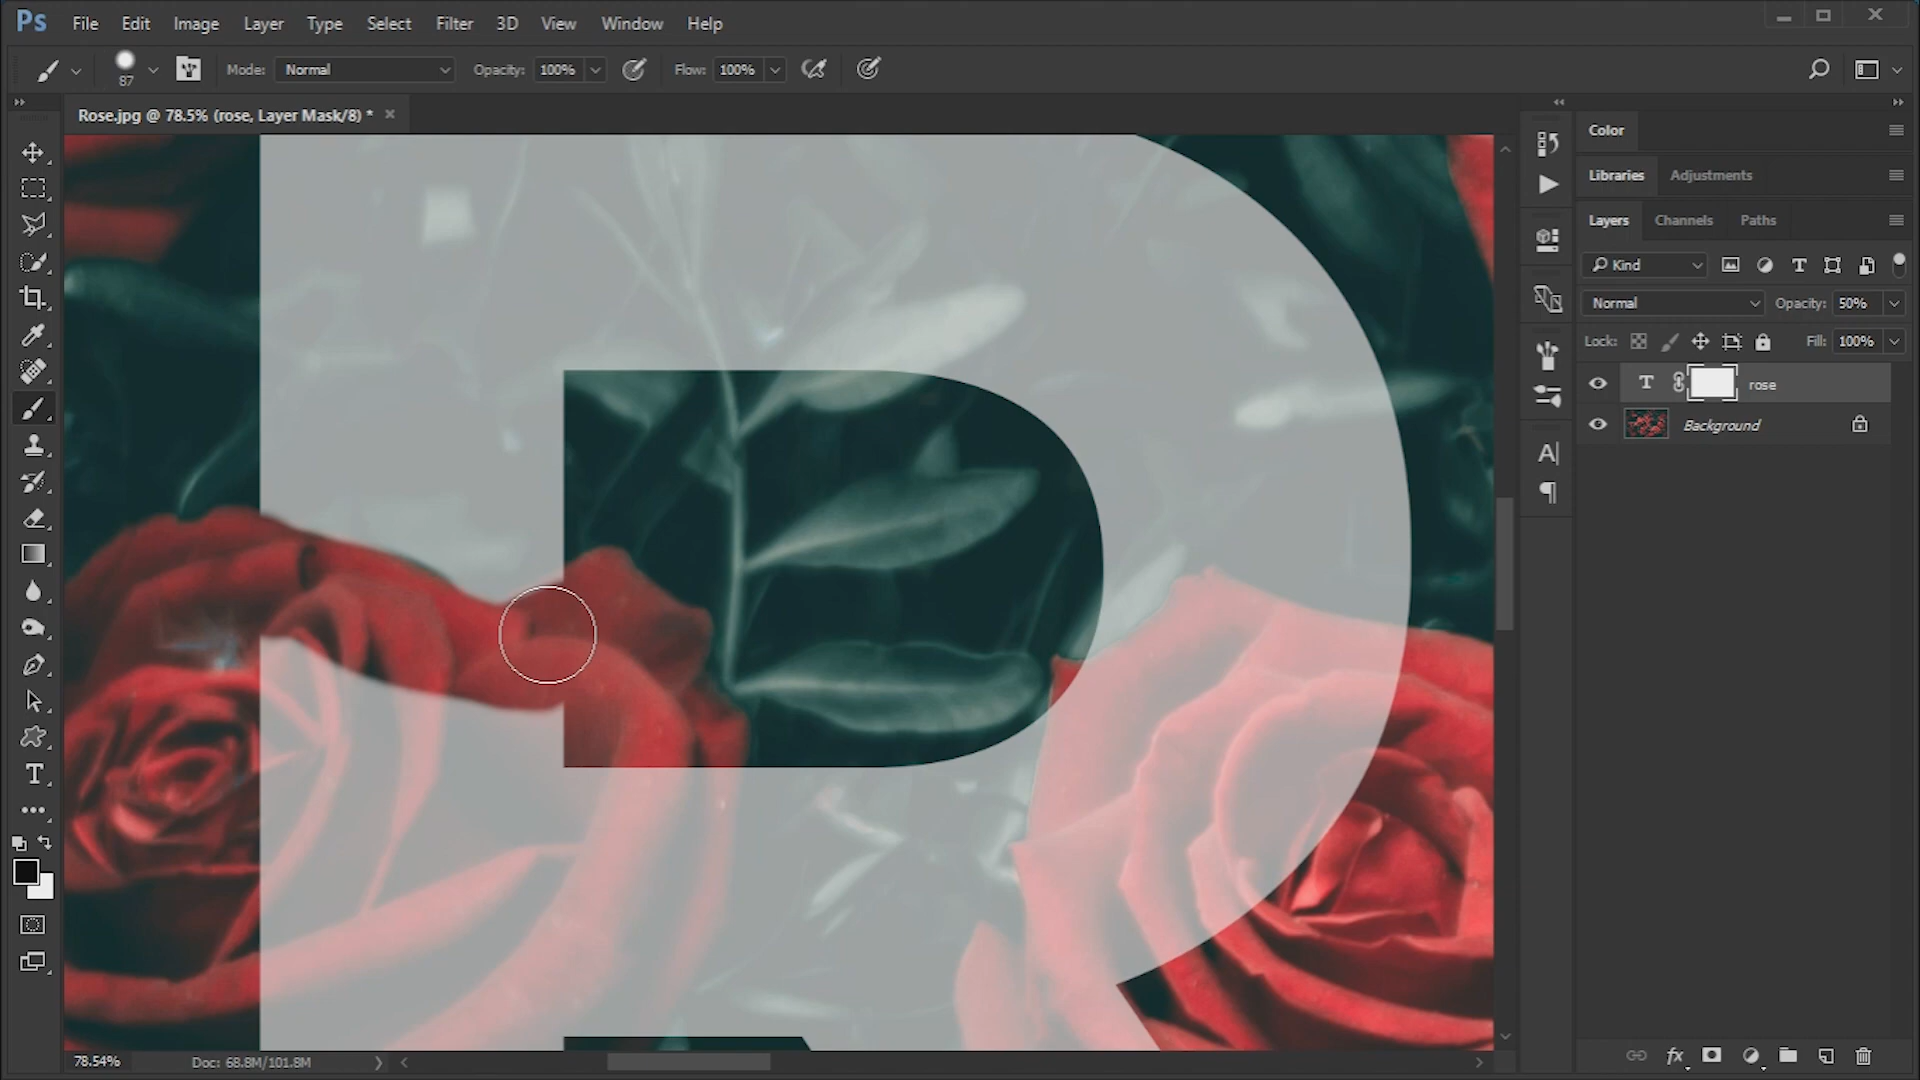 Ps File Edit Image Layer Type Select Filter 3D View Window Help
87 Mode: Normal Opacity: 100% Flow: 100%
Rose.jpg @ 78.5% (rose, Layer Mask/8) *
Color
Libraries Adjustments
Layers Channels Paths
Kind
Normal Opacity: 50%
Lock: Fill: 100%
T rose
Background
78.54% Doc: 68.8M/101.8M